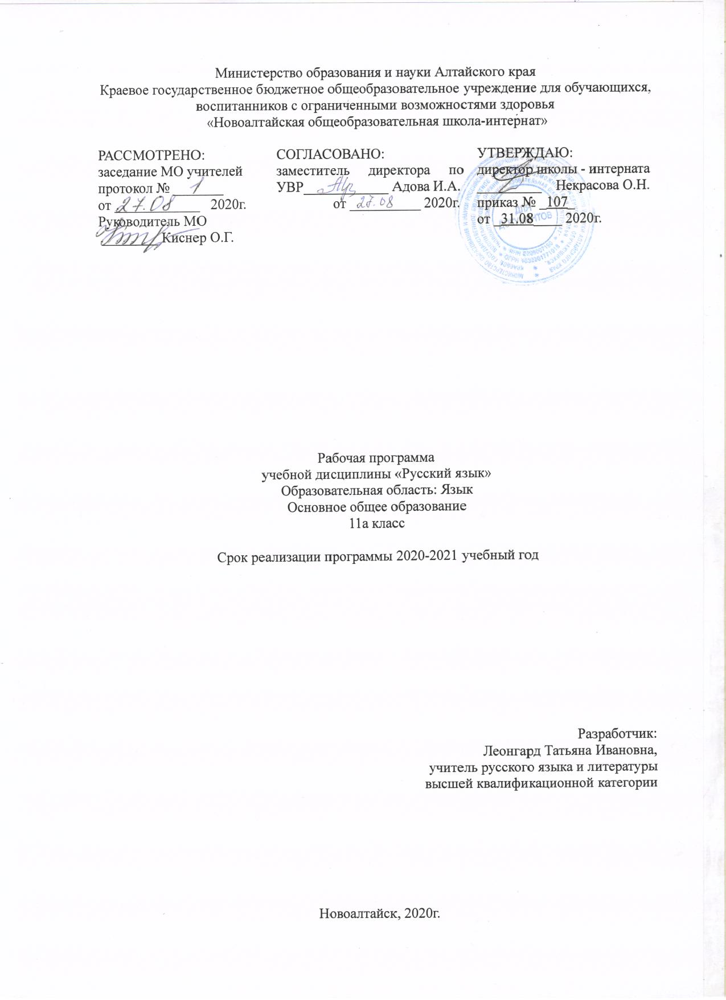 Министерство образования и науки Алтайского края
Краевое государственное бюджетное общеобразовательное учреждение для обучающихся,
воспитанников с ограниченными возможностями здоровья
«Новоалтайская общеобразовательная школа-интернат»
РАССМОТРЕНО:
заседание МО учителей
протокол № 1
от 27.08 2020г.
Руководитель МО
Киснер О.Г.
СОГЛАСОВАНО:
заместитель директора по
УВР Адова И.А.
от 27.08 2020г.
УТВЕРЖДАЮ:
директор школы - интерната
Некрасова О.Н.
приказ № 107
от 31.08 2020г.
ДЛЯ
ДОКУМЕНТОВ
Рабочая программа
учебной дисциплины «Русский язык»
Образовательная область: Язык
Основное общее образование
11а класс
Срок реализации программы 2020-2021 учебный год
Разработчик:
Леонгард Татьяна Ивановна,
учитель русского языка и литературы
высшей квалификационной категории
Новоалтайск, 2020г.